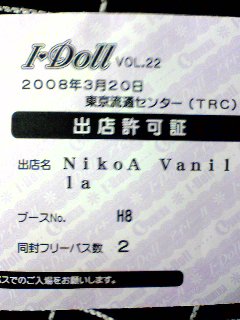 I・Doll VOL.22
2008年3月20日
東京流通センター(TRC)
出店許可証
出店名 NikoA Vanil
la
ブースNo. H8
同封フリーパス数 2
パスでのご入場をお願いします。